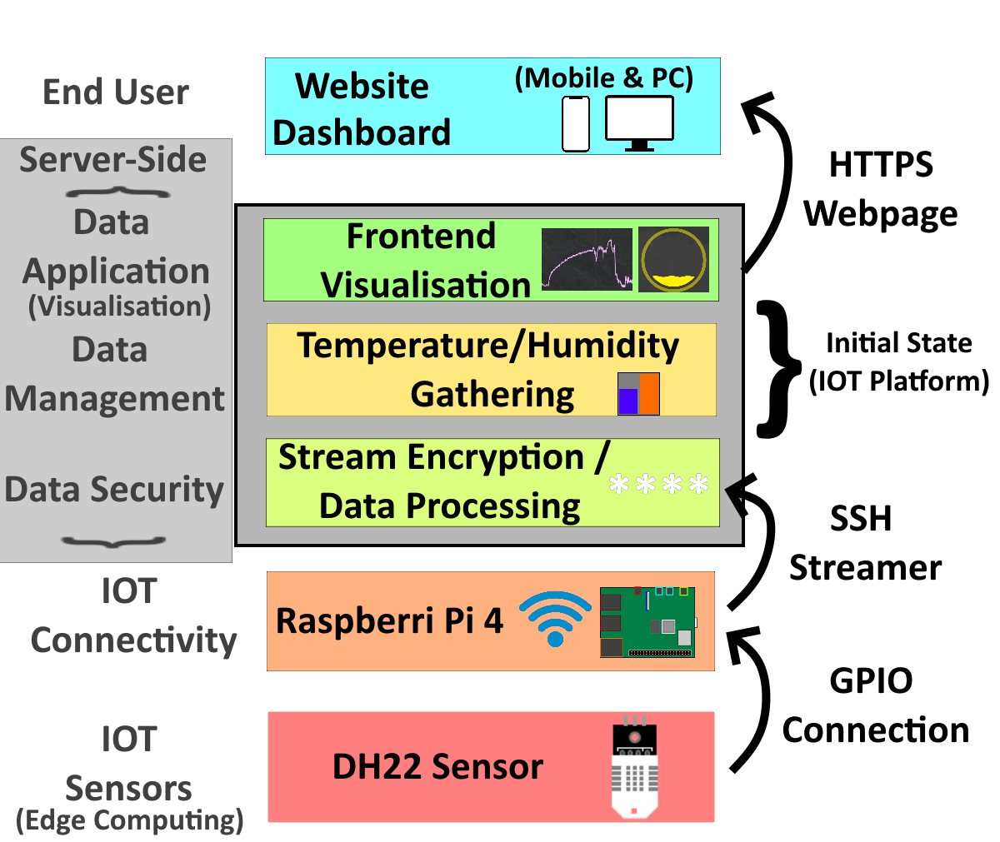 End User
Website
Dashboard
(Mobile & PC)
Server-Side
Data
Application
(Visualisation)
Data
Management
Data Security
Frontend
Visualisation
Temperature/Humidity
Gathering
Stream Encryption /
Data Processing
****
HTTPS
Webpage
Initial State
(IOT Platform)
SSH
Streamer
IOT
Connectivity
Raspberri Pi 4
GPIO
Connection
IOT
Sensors
(Edge Computing)
DH22 Sensor